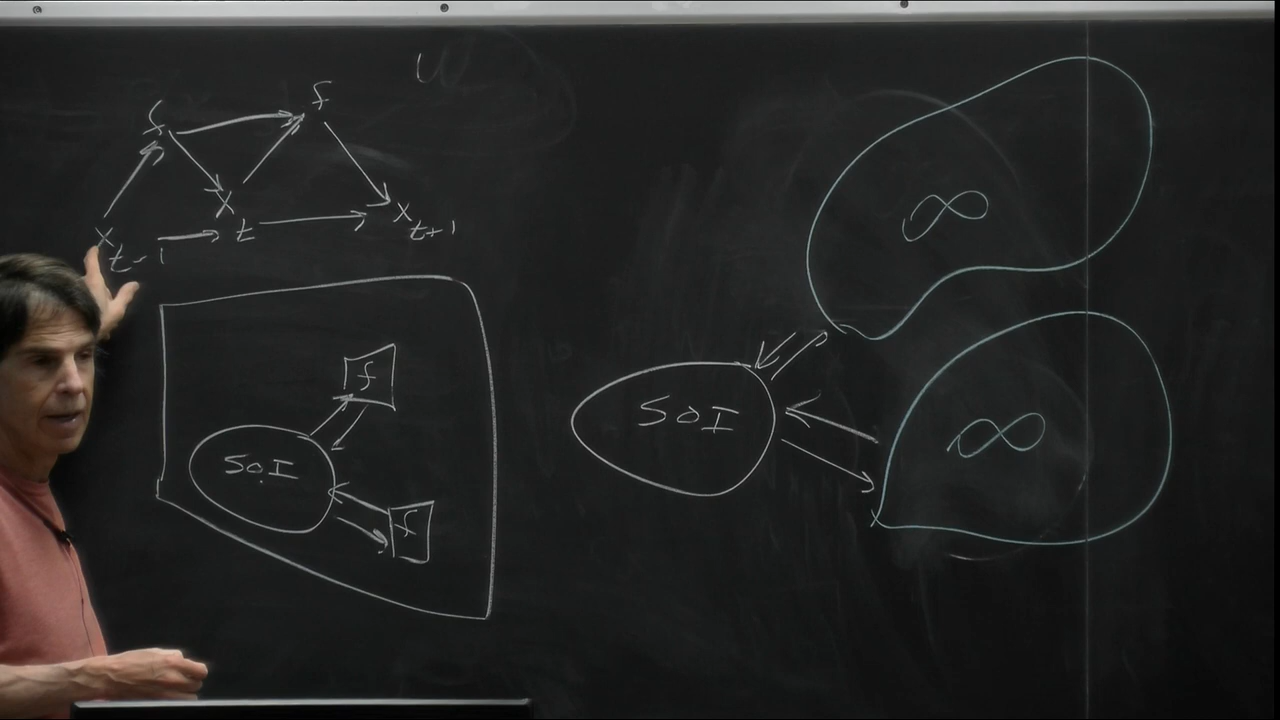 f f
x x x
t-1 t t+1
f
SOI
f
∞
SOI
∞